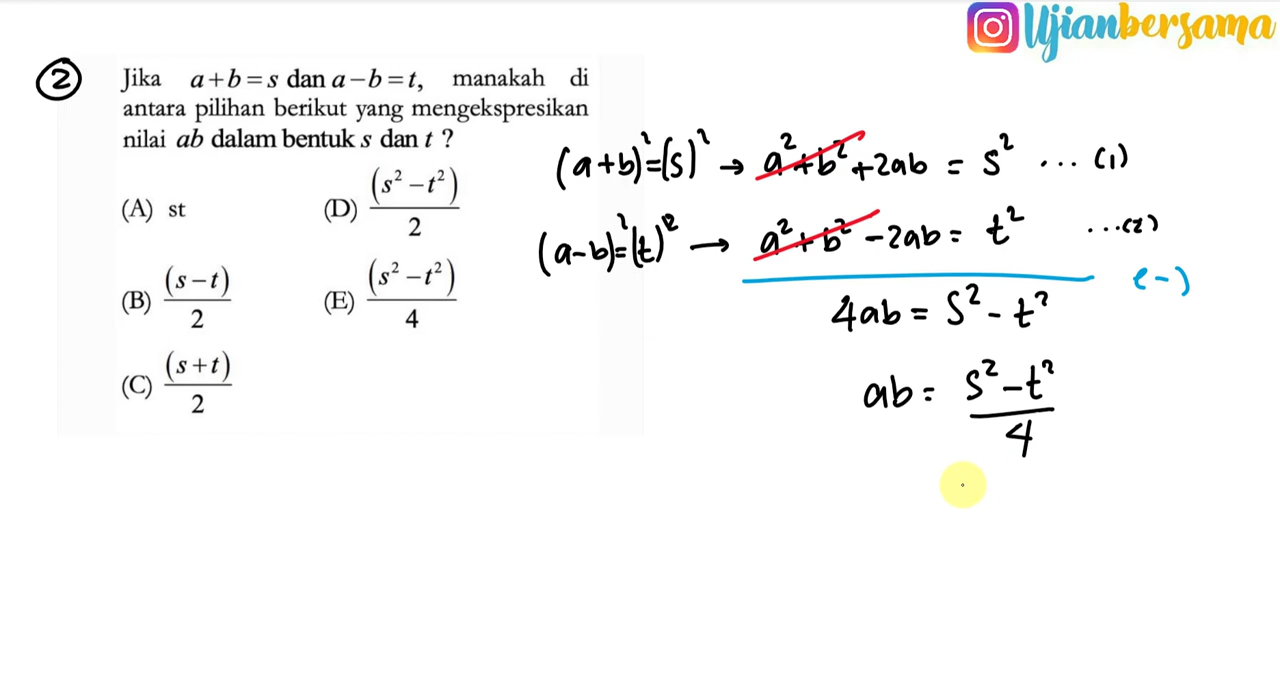 Ujianbersama
2
Jika a+b=s dan a−b=t, manakah di
antara pilihan berikut yang mengekspresikan
nilai ab dalam bentuk s dan t ?
(A) st
(D) (s²−t²)/2
(B) (s−t)/2
(E) (s²−t²)/4
(C) (s+t)/2
(a+b)²=(s)² → a²+b²+2ab = s² ... (1)
(a-b)²=(t)² → a²+b²-2ab = t² ...(2)
(-)
4ab = s²-t²
ab = s²-t²
4